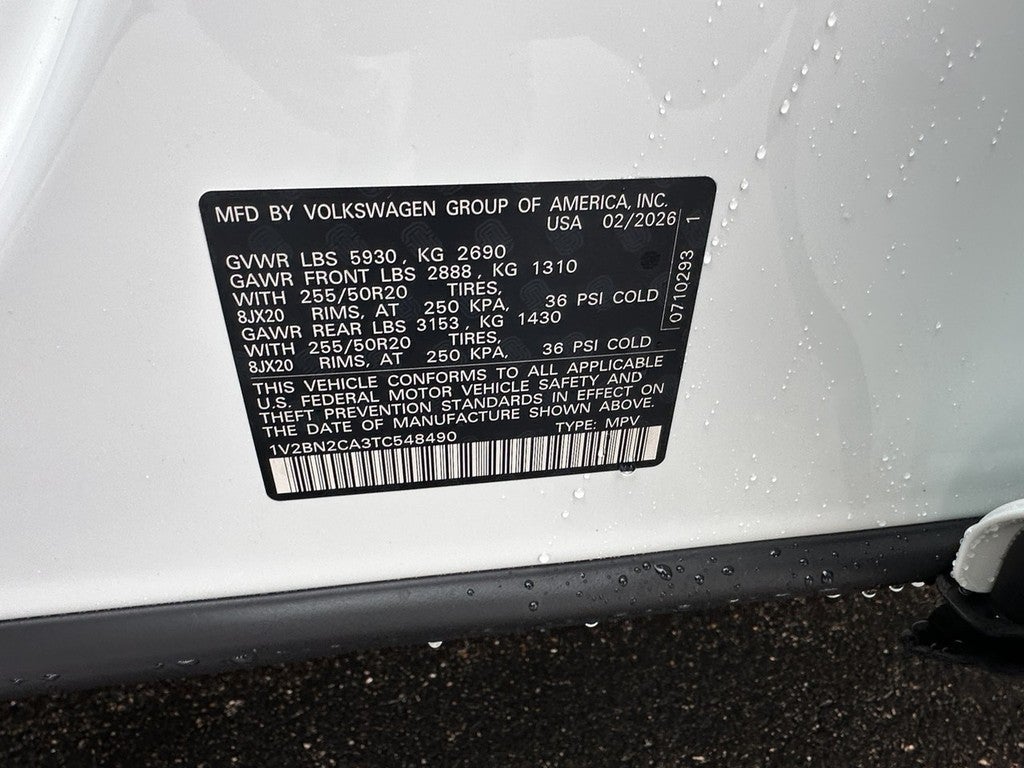 MFD BY VOLKSWAGEN GROUP OF AMERICA, INC.
USA 02/2026
GVWR LBS 5930, KG 2690
GAWR FRONT LBS 2888, KG 1310
WITH 255/50R20 TIRES,
8JX20 RIMS, AT 250 KPA, 36 PSI COLD
GAWR REAR LBS 3153, KG 1430
WITH 255/50R20 TIRES,
8JX20 RIMS, AT 250 KPA, 36 PSI COLD
THIS VEHICLE CONFORMS TO ALL APPLICABLE
U.S. FEDERAL MOTOR VEHICLE SAFETY AND
THEFT PREVENTION STANDARDS IN EFFECT ON
THE DATE OF MANUFACTURE SHOWN ABOVE.
1V2BN2CA3TC548490 TYPE: MPV
0710293 1